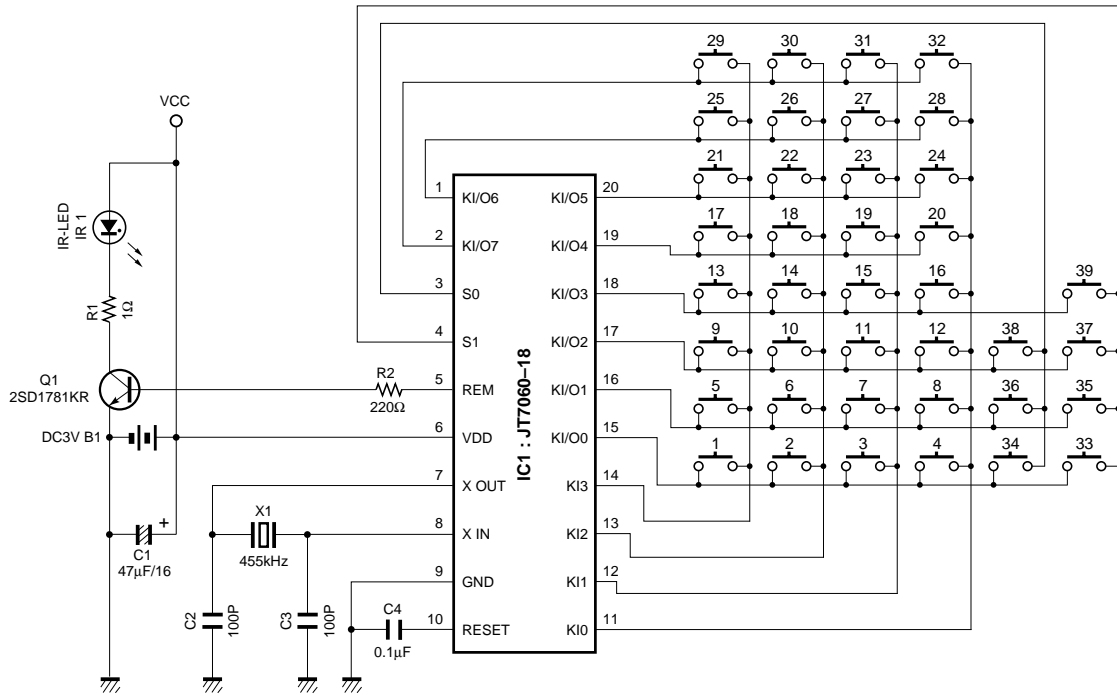 29 30 31 32
VCC
25 26 27 28
21 22 23 24
1 KI/O6 KI/O5 20
IR-LED
IR 1
17 18 19 20
2 KI/O7 KI/O4 19
13 14 15 16 39
3 S0 KI/O3 18
R1
1Ω
9 10 11 12 38 37
4 S1 KI/O2 17
Q1
2SD1781KR
R2
220Ω
5 REM KI/O1 16
5 6 7 8 36 35
DC3V B1
6 VDD KI/O0 15
1 2 3 4 34 33
IC1 : JT7060–18
7 X OUT KI3 14
X1
455kHz
8 X IN KI2 13
+
C1
47µF/16
9 GND KI1 12
C2
100P
C3
100P
C4
0.1µF
10 RESET KI0 11